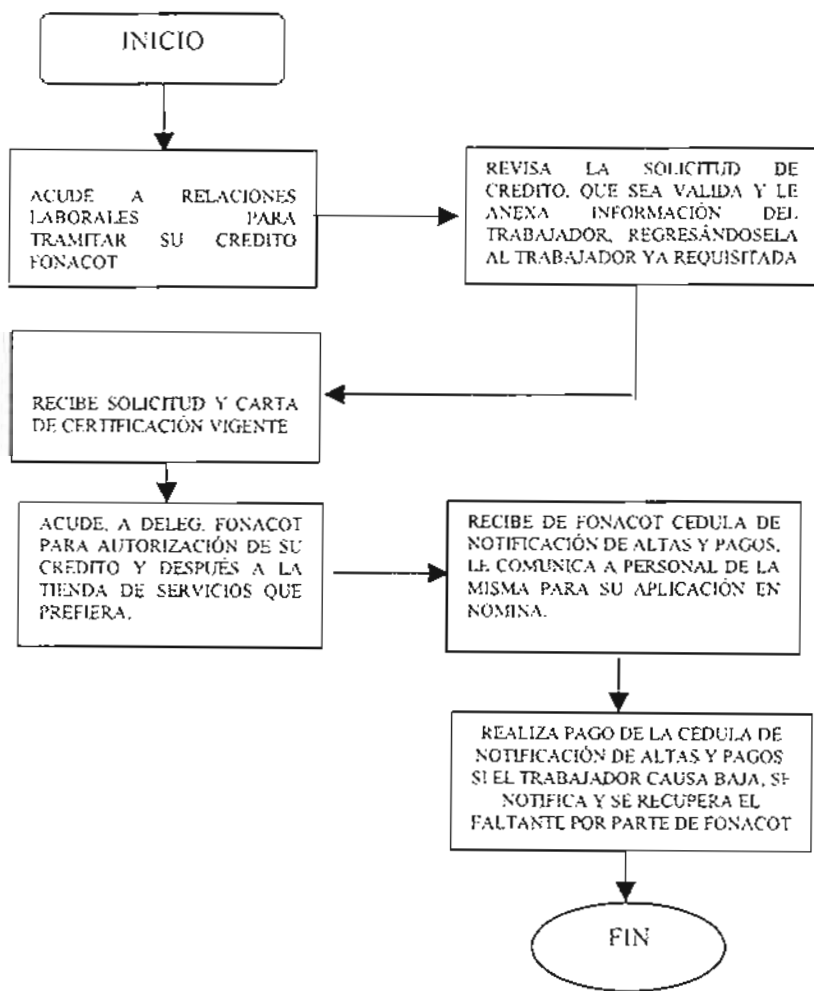 INICIO
ACUDE A RELACIONES
LABORALES PARA
TRAMITAR SU CREDITO
FONACOT
REVISA LA SOLICITUD DE
CREDITO, QUE SEA VALIDA Y LE
ANEXA INFORMACIÓN DEL
TRABAJADOR, REGRESÁNDOSELA
AL TRABAJADOR YA REQUISITADA
RECIBE SOLICITUD Y CARTA
DE CERTIFICACIÓN VIGENTE
ACUDE, A DELEG. FONACOT
PARA AUTORIZACIÓN DE SU
CREDITO Y DESPUÉS A LA
TIENDA DE SERVICIOS QUE
PREFIERA.
RECIBE DE FONACOT CEDULA DE
NOTIFICACIÓN DE ALTAS Y PAGOS,
LE COMUNICA A PERSONAL DE LA
MISMA PARA SU APLICACIÓN EN
NOMINA.
REALIZA PAGO DE LA CEDULA DE
NOTIFICACIÓN DE ALTAS Y PAGOS
SI EL TRABAJADOR CAUSA BAJA, SE
NOTIFICA Y SE RECUPERA EL
FALTANTE POR PARTE DE FONACOT
FIN